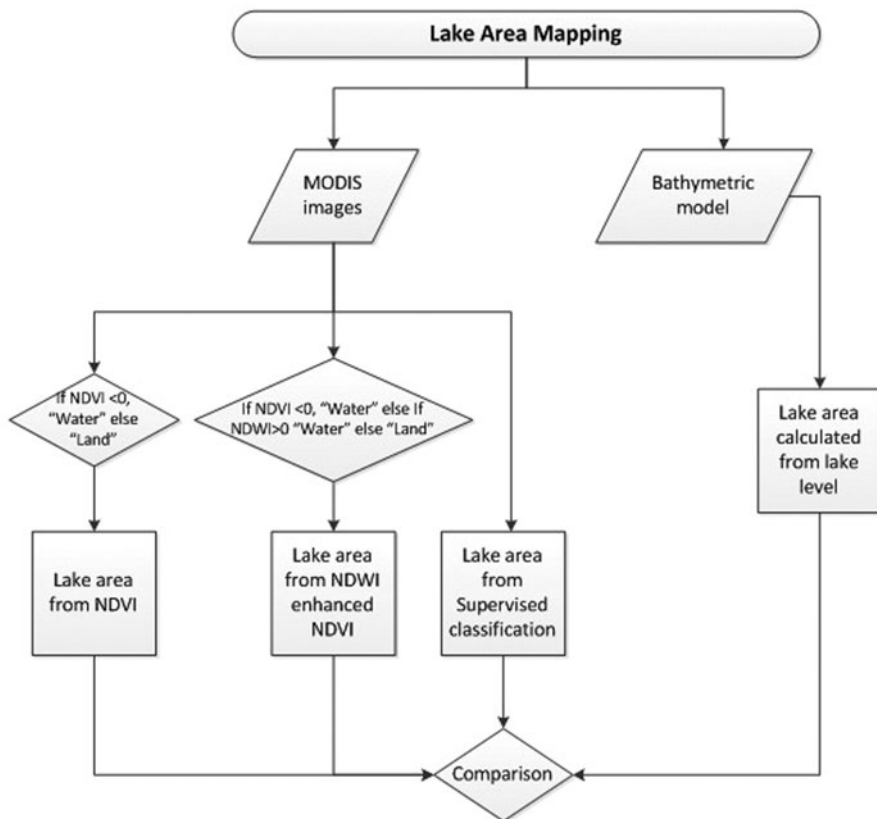 Lake Area Mapping
MODIS
images
Bathymetric
model
If NDVI <0,
“Water” else
“Land”
If NDVI <0, “Water” else If
NDWI>0 “Water” else “Land”
Lake area
calculated
from lake
level
Lake area
from NDVI
Lake area
from NDWI
enhanced
NDVI
Lake area
from
Supervised
classification
Comparison